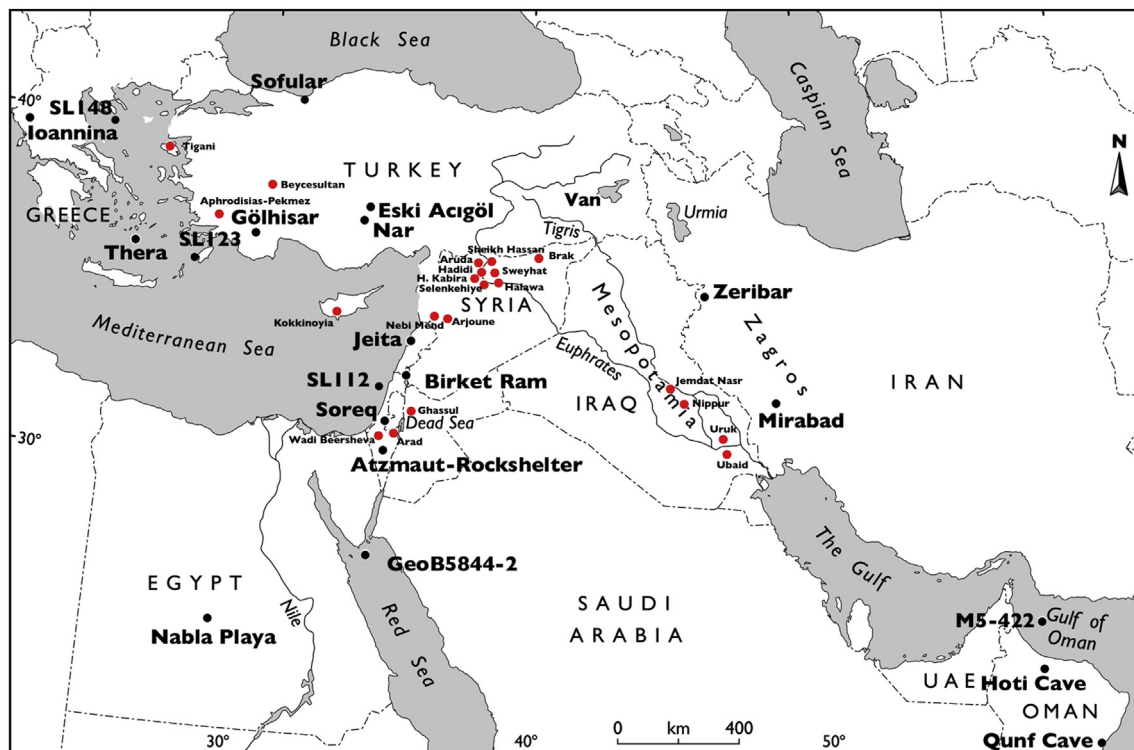 Black Sea
Sofular
Caspian Sea
40°
SL148
Ioannina
Tigani
N
TURKEY
Beycesultan
Aphrodisias-Pekmez
Van
Urmia
GREECE
Gölhisar
Eski Acıgöl
Nar
Tigris
Thera
SL123
Sheikh Hassan
Aruda
Brak
Hadidi
Sweyhat
H. Kabira
Selenkehiye
Halawa
Zeribar
SYRIA
Mesopotamia
Zagros
Kokkinoyia
Nebi Mend
Arjoune
Mediterranean Sea
Jeita
Euphrates
SL112
Birket Ram
Jemdat Nasr
IRAN
Soreq
Ghassul
IRAQ
Nippur
Mirabad
Dead Sea
30°
Wadi Beersheva
Arad
Uruk
Atzmaut-Rockshelter
Ubaid
GeoB5844-2
The Gulf
EGYPT
Nile
Nabla Playa
Red Sea
SAUDI
ARABIA
M5-422
Gulf of
Oman
UAE
Hoti Cave
OMAN
0 km 400
30°
40°
50°
Qunf Cave